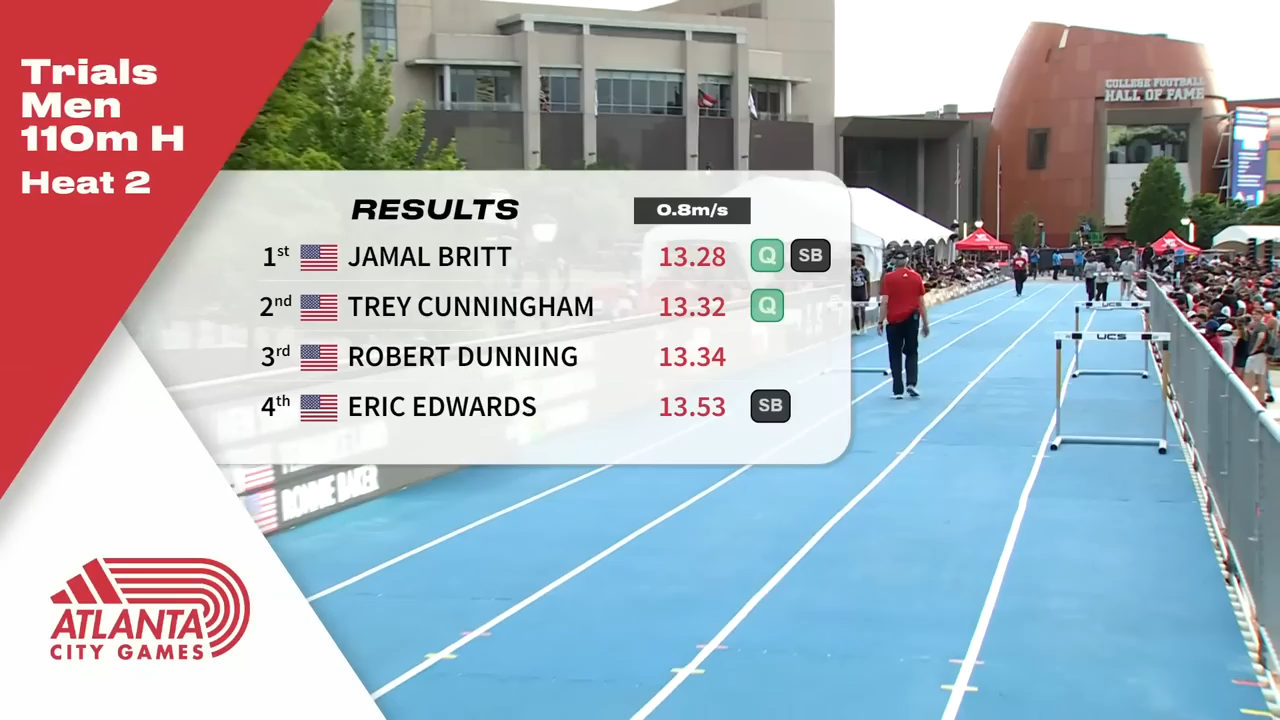 Trials
Men
110m H
Heat 2
COLLEGE FOOTBALL
HALL OF FAME
RESULTS 0.8m/s
1st JAMAL BRITT 13.28 Q SB
2nd TREY CUNNINGHAM 13.32 Q
3rd ROBERT DUNNING 13.34
4th ERIC EDWARDS 13.53 SB
UCS
UCS
RONNIE BAKER
ATLANTA
CITY GAMES